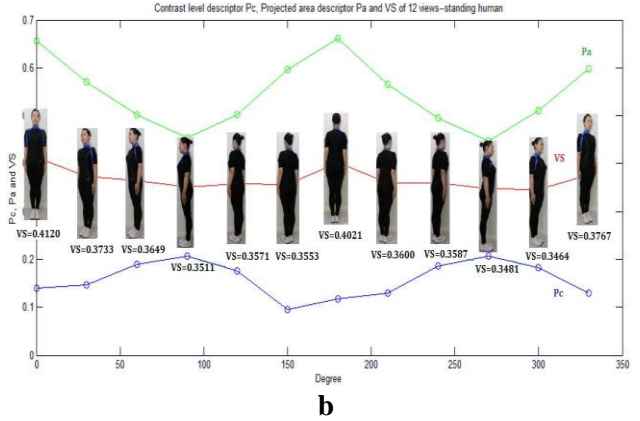 Contrast level descriptor Pc, Projected area descriptor Pa and VS of 12 views--standing human
0.7
0.6
0.5
0.2
0.1
0
Pc, Pa and VS
Pa
VS
Pc
VS=0.4120
VS=0.3733
VS=0.3649
VS=0.3511
VS=0.3571
VS=0.3553
VS=0.4021
VS=0.3600
VS=0.3587
VS=0.3481
VS=0.3464
VS=0.3767
0 50 100 150 200 250 300 350
Degree
b